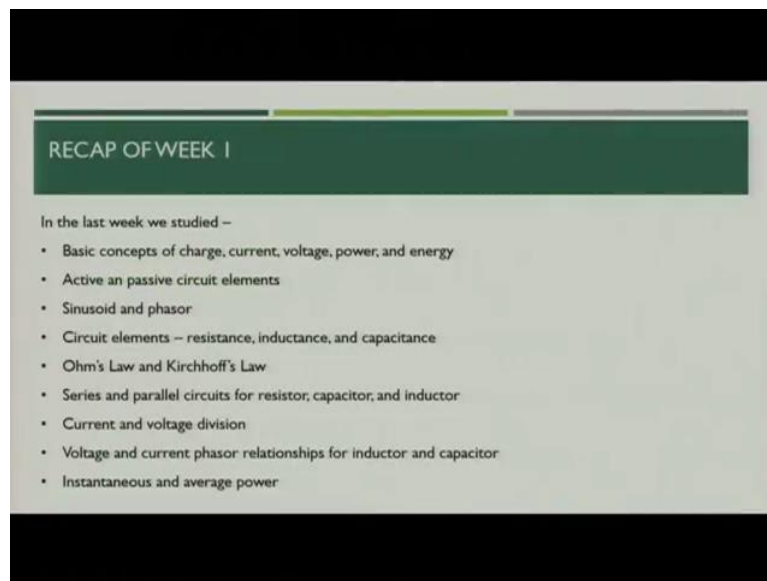 RECAP OF WEEK 1
In the last week we studied –
• Basic concepts of charge, current, voltage, power, and energy
• Active an passive circuit elements
• Sinusoid and phasor
• Circuit elements – resistance, inductance, and capacitance
• Ohm's Law and Kirchhoff's Law
• Series and parallel circuits for resistor, capacitor, and inductor
• Current and voltage division
• Voltage and current phasor relationships for inductor and capacitor
• Instantaneous and average power